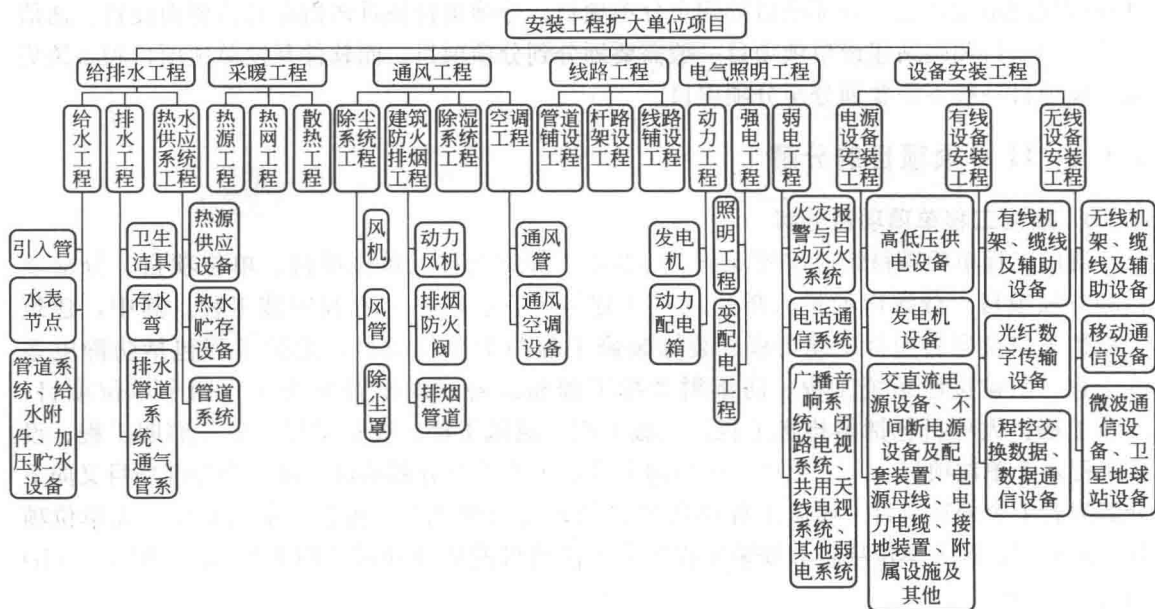 安装工程扩大单位项目
给排水工程
采暖工程
通风工程
线路工程
电气照明工程
设备安装工程
给水工程
排水工程
热水供应系统工程
热源工程
热网工程
散热工程
除尘系统工程
建筑防火排烟工程
除湿系统工程
空调工程
管道铺设工程
杆路架设工程
线路铺设工程
动力工程
强电工程
弱电工程
电源设备安装工程
有线设备安装工程
无线设备安装工程
引入管
水表
节点
管道系
统、给
水附
件、加
压贮水
设备
卫生
洁具
存水
弯
排水
管道
系
统、
通气
管系
热源
供应
设备
热水
贮存
设备
管道
系统
风机
风管
除尘罩
动力
风机
排烟
防火
阀
排烟
管道
通风
管
通风
空调
设备
发电
机
动力
配电
箱
照明工程
变配电工程
火灾报
警与自
动灭火
系统
电话通
信系统
广播音
响系
统、闭
路电视
系统、
共用天
线电视
系统、
其他弱
电系统
高低压供
电设备
发电机
设备
交直流电
源设备、不
间断电源
设备及配
套装置、电
源母线、电
力电缆、接
地装置、附
属设施及
其他
有线机
架、缆线
及辅助
设备
光纤数
字传输
设备
程控交
换数据、
数据通
信设备
无线机
架、缆
线及辅
助设备
移动通
信设备
微波通
信设
备、卫
星地球
站设备